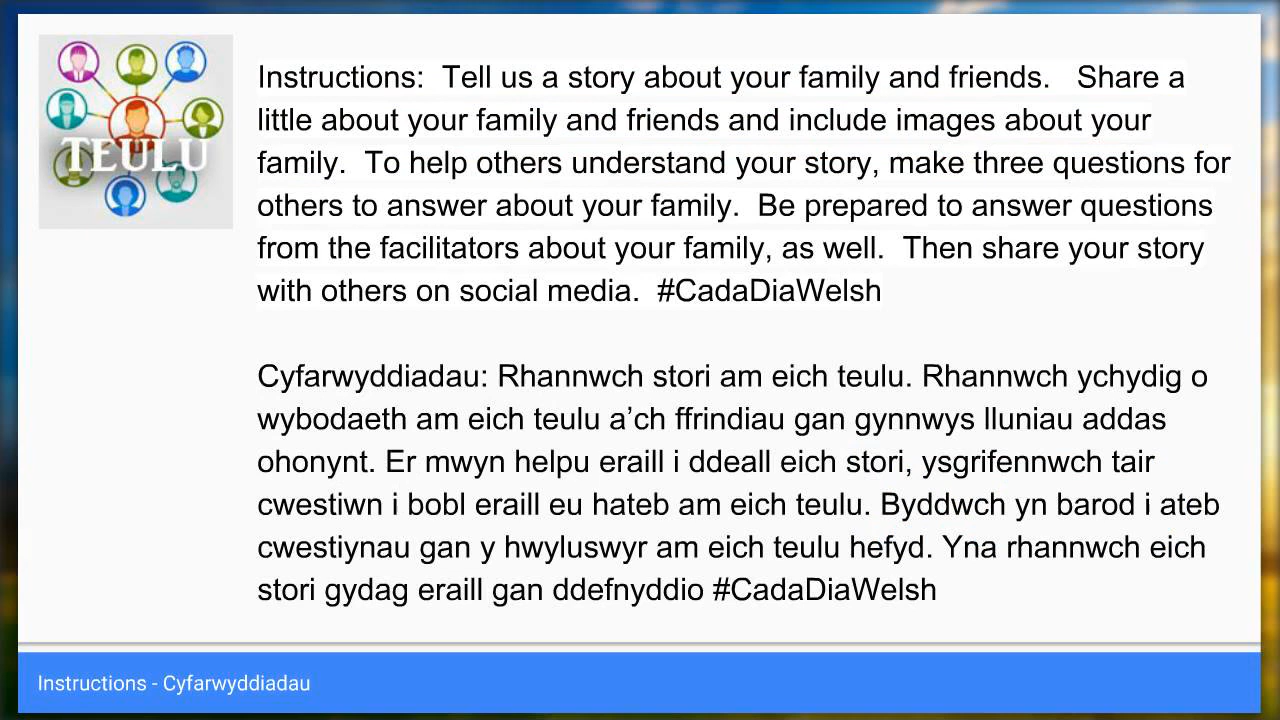 TEULU
Instructions:  Tell us a story about your family and friends.   Share a
little about your family and friends and include images about your
family.  To help others understand your story, make three questions for
others to answer about your family.  Be prepared to answer questions
from the facilitators about your family, as well.  Then share your story
with others on social media.  #CadaDiaWelsh
Cyfarwyddiadau: Rhannwch stori am eich teulu. Rhannwch ychydig o
wybodaeth am eich teulu a’ch ffrindiau gan gynnwys lluniau addas
ohonynt. Er mwyn helpu eraill i ddeall eich stori, ysgrifennwch tair
cwestiwn i bobl eraill eu hateb am eich teulu. Byddwch yn barod i ateb
cwestiynau gan y hwyluswyr am eich teulu hefyd. Yna rhannwch eich
stori gydag eraill gan ddefnyddio #CadaDiaWelsh
Instructions - Cyfarwyddiadau